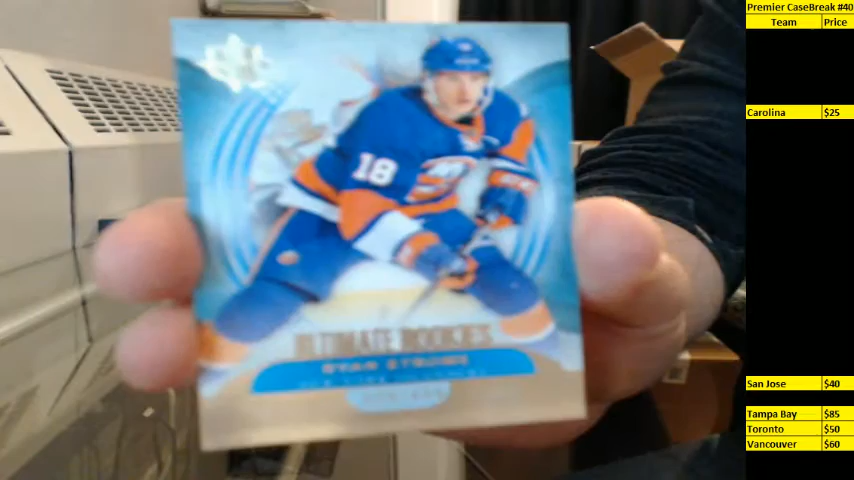 Premier CaseBreak #40
Team Price
Carolina $25
San Jose $40
Tampa Bay $85
Toronto $50
Vancouver $60
18
ULTIMATE ROOKIES
RYAN STROME